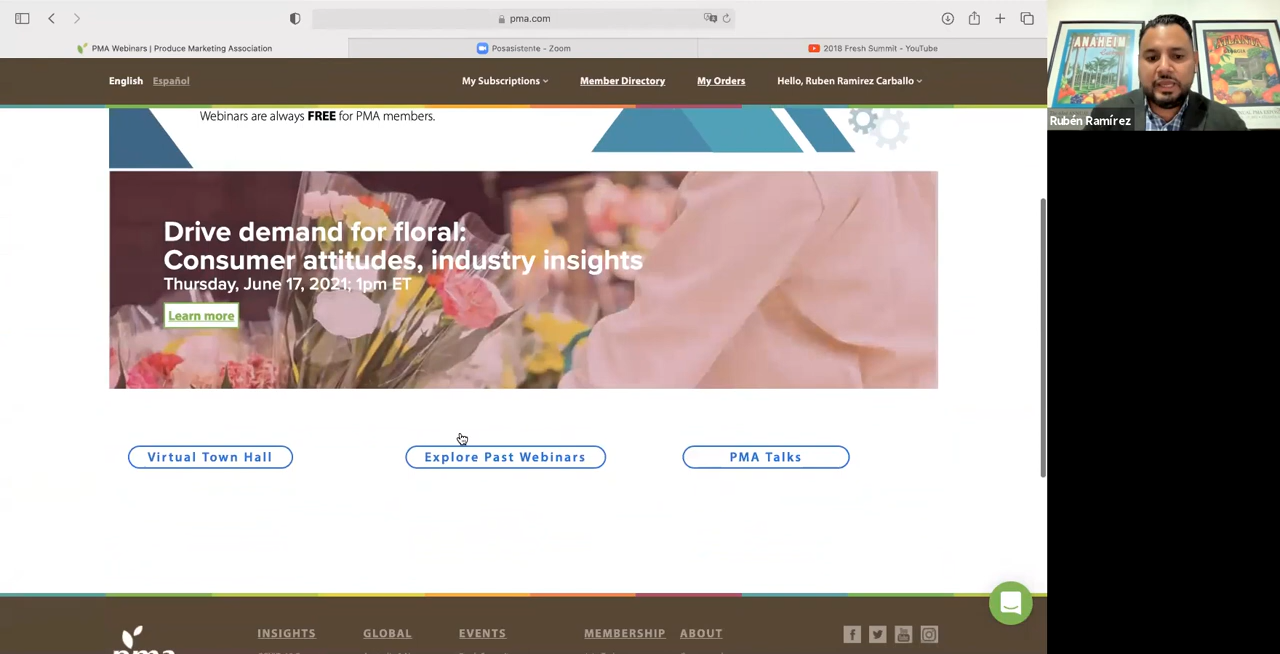 pma.com
PMA Webinars | Produce Marketing Association
Posasistente - Zoom
2018 Fresh Summit - YouTube
English Español
My Subscriptions
Member Directory
My Orders
Hello, Ruben Ramirez Carballo
Webinars are always FREE for PMA members.
Drive demand for floral:
Consumer attitudes, industry insights
Thursday, June 17, 2021; 1pm ET
Learn more
Virtual Town Hall
Explore Past Webinars
PMA Talks
INSIGHTS
GLOBAL
EVENTS
MEMBERSHIP
ABOUT
pma
ANAHEIM
ATLANTA
Rubén Ramírez